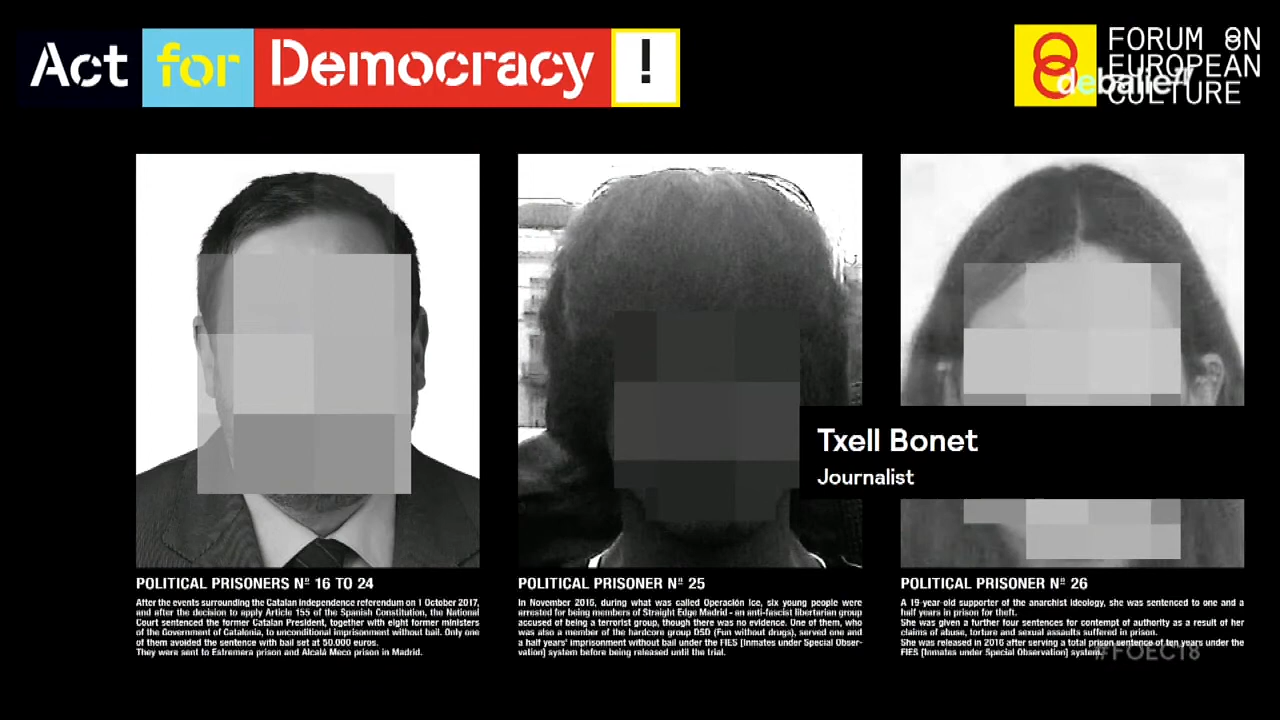 Act for Democracy !
FORUM ON
EUROPEAN
CULTURE
debalie
Txell Bonet
Journalist
POLITICAL PRISONERS Nº 16 TO 24
After the events surrounding the Catalan Independence referendum on 1 October 2017,
and after the decision to apply Article 155 of the Spanish Constitution, the National
Court sentenced the former Catalan President, together with eight former ministers
of the Government of Catalonia, to unconditional imprisonment without bail. Only one
of them avoided the sentence with bail set at 50,000 euros.
They were sent to Estremera prison and Alcalá Meco prison in Madrid.
POLITICAL PRISONER Nº 25
In November 2015, during what was called Operación Ice, six young people were
arrested for being members of Straight Edge Madrid - an anti-fascist libertarian group
accused of being a terrorist group, though there was no evidence. One of them, who
was also a member of the hardcore group DSD (Fun without drugs), served one and
a half years' imprisonment without bail under the FIES [Inmates under Special Obser-
vation] system before being released until the trial.
POLITICAL PRISONER Nº 26
A 19-year-old supporter of the anarchist ideology, she was sentenced to one and a
half years in prison for theft.
She was given a further four sentences for contempt of authority as a result of her
claims of abuse, torture and sexual assaults suffered in prison.
She was released in 2016 after serving a total prison sentence of ten years under the
FIES [Inmates under Special Observation] system.
#FOEC18